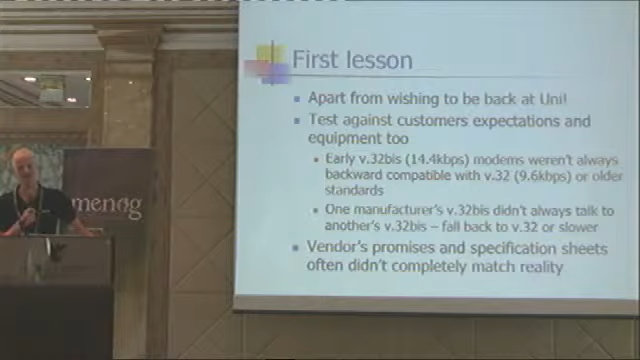 First lesson
Apart from wishing to be back at Uni!
Test against customers expectations and
equipment too
Early v.32bis (14.4kbps) modems weren't always
backward compatible with v.32 (9.6kbps) or older
standards
One manufacturer's v.32bis didn't always talk to
another's v.32bis – fall back to v.32 or slower
Vendor's promises and specification sheets
often didn't completely match reality
menog